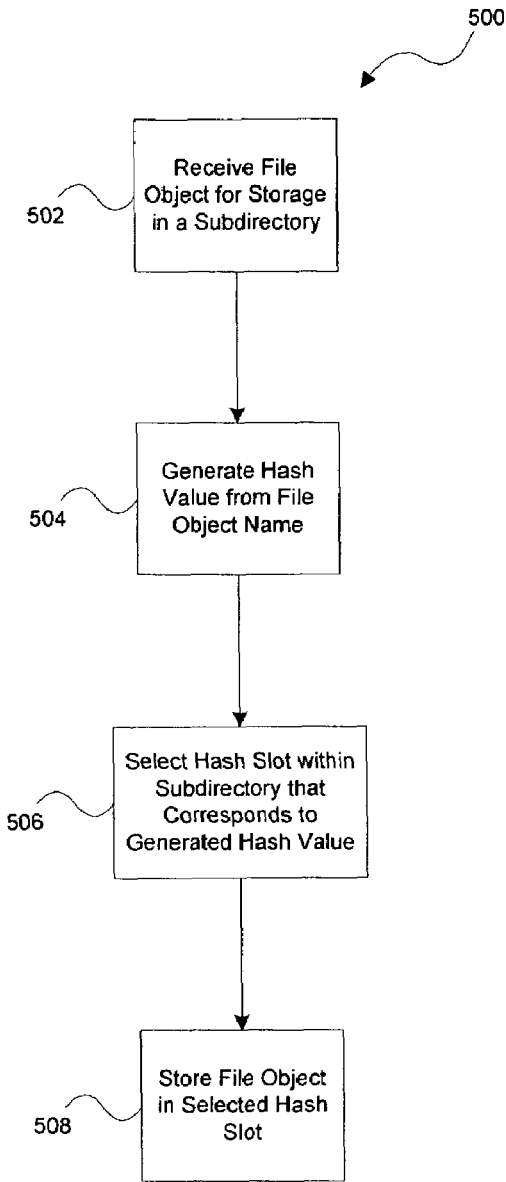 500
Receive File
Object for Storage
in a Subdirectory
502
Generate Hash
Value from File
Object Name
504
Select Hash Slot within
Subdirectory that
Corresponds to
Generated Hash Value
506
Store File Object
in Selected Hash
Slot
508